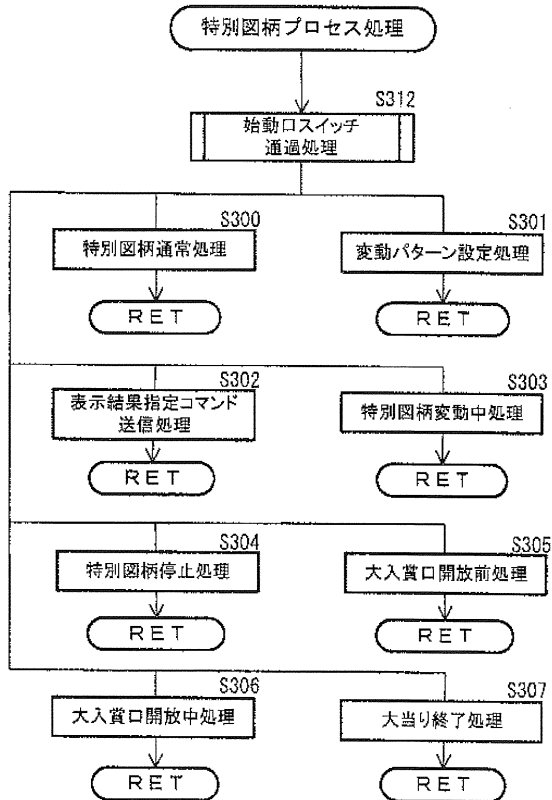 特別図柄プロセス処理
S312
始動口スイッチ
通過処理
S300
特別図柄通常処理
S301
変動パターン設定処理
RET
RET
S302
表示結果指定コマンド
送信処理
S303
特別図柄変動中処理
RET
RET
S304
特別図柄停止処理
S305
大入賞口開放前処理
RET
RET
S306
大入賞口開放中処理
S307
大当り終了処理
RET
RET